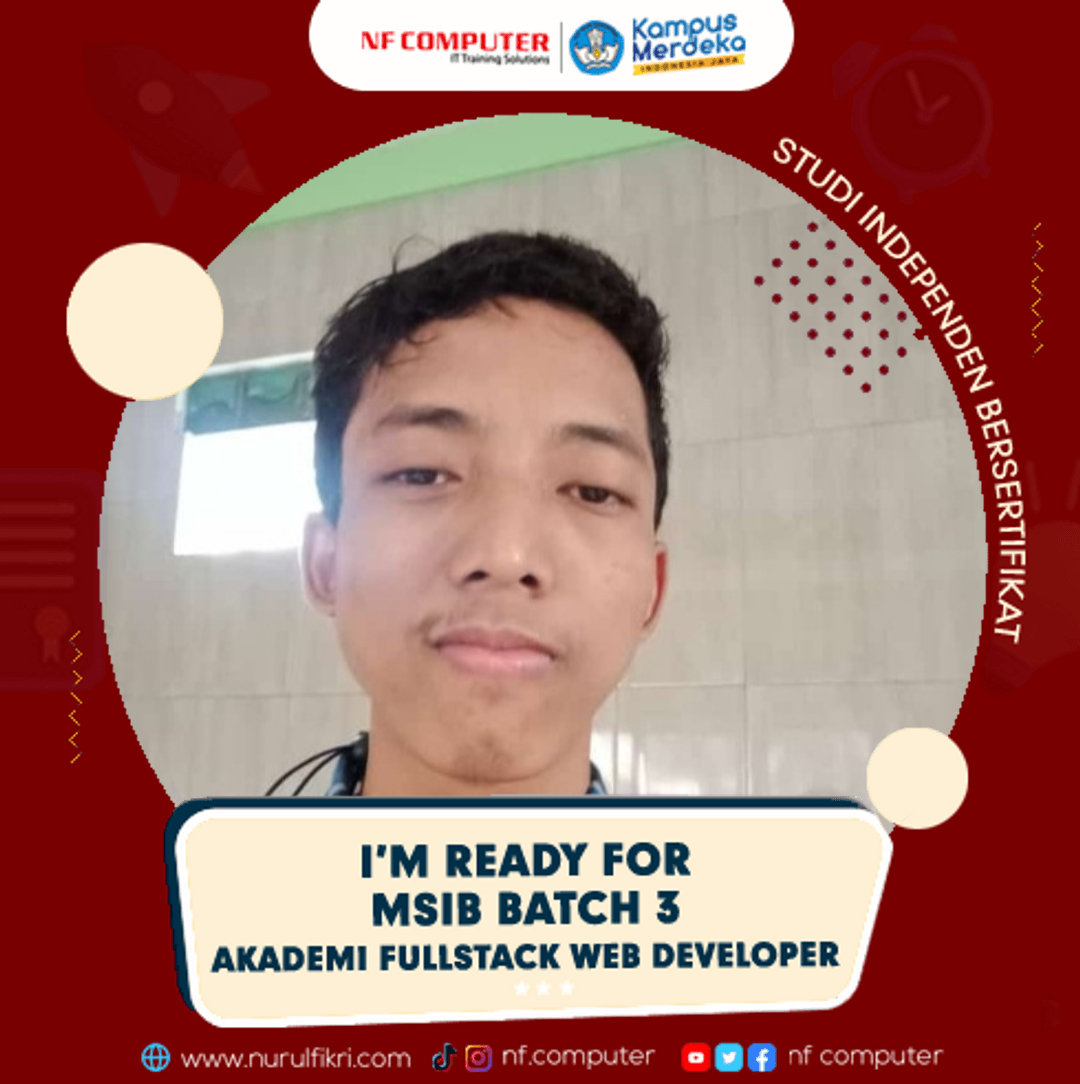 NF COMPUTER
IT Training Solutions
Kampus
Merdeka
INDONESIA JAYA
STUDI INDEPENDEN BERSERTIFIKAT
I'M READY FOR
MSIB BATCH 3
AKADEMI FULLSTACK WEB DEVELOPER
www.nurulfikri.com nf.computer nf computer